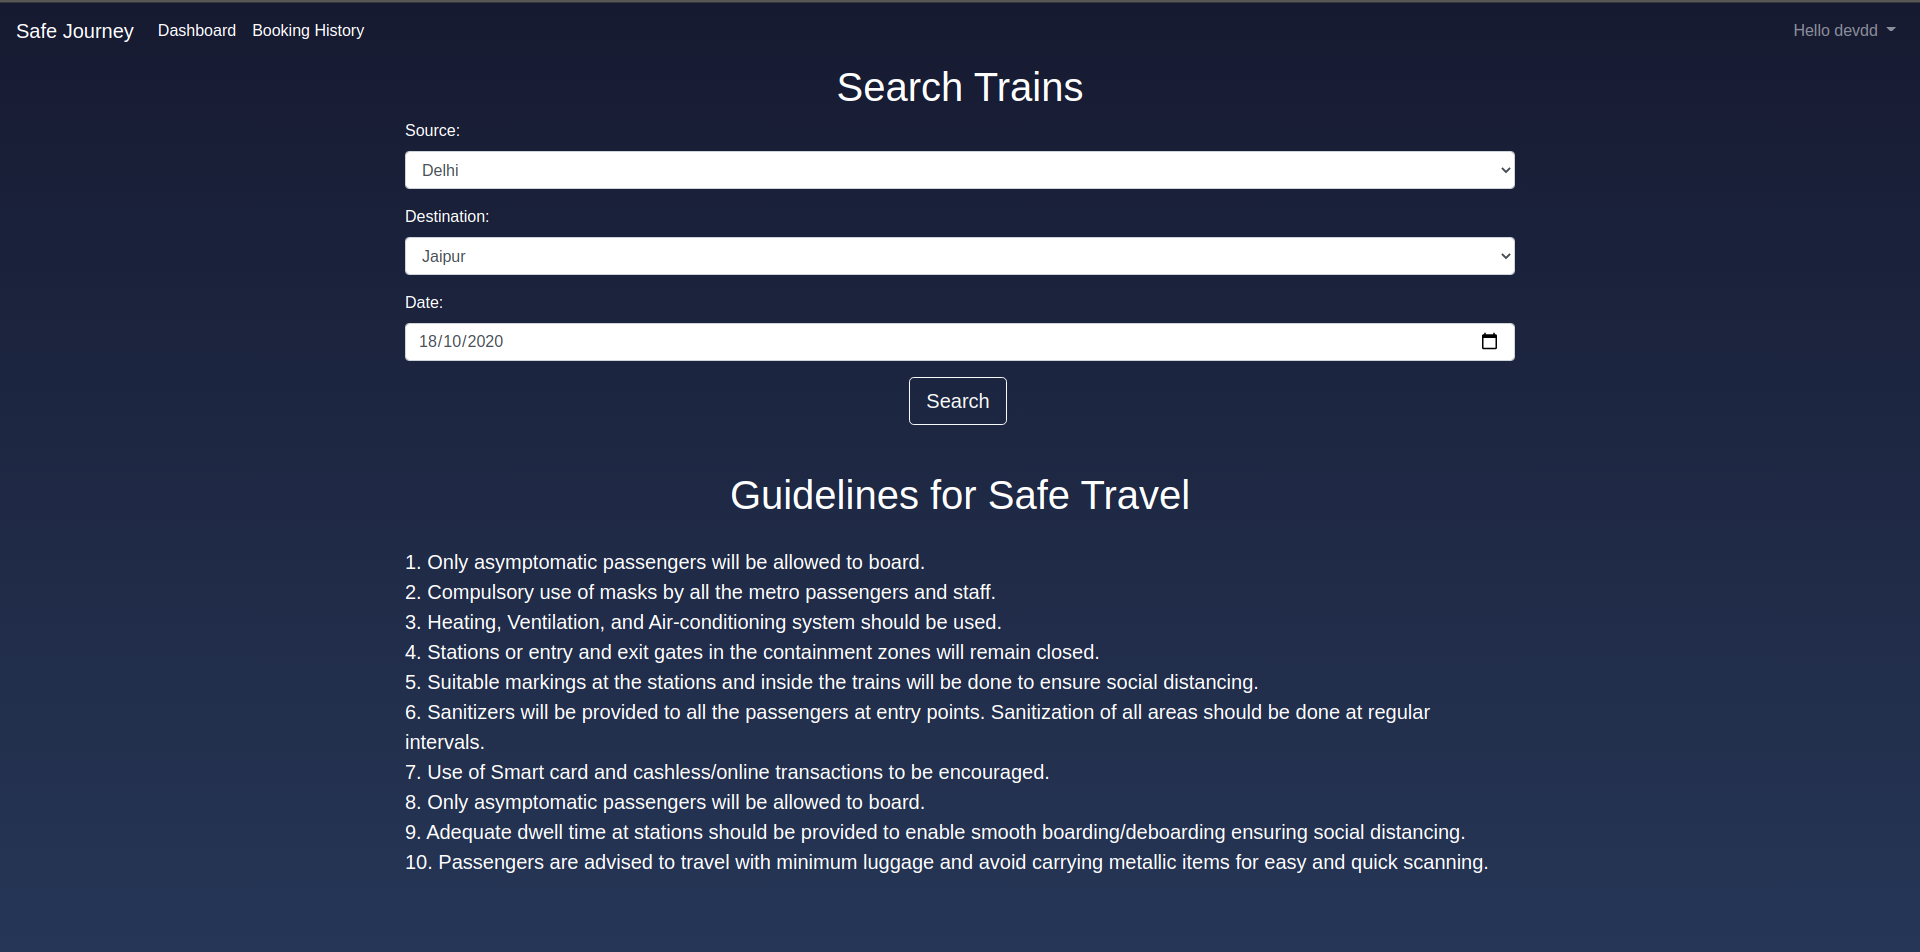 Safe Journey Dashboard Booking History Hello devdd
Search Trains
Source:
Delhi
Destination:
Jaipur
Date:
18/10/2020
Search
Guidelines for Safe Travel
1. Only asymptomatic passengers will be allowed to board.
2. Compulsory use of masks by all the metro passengers and staff.
3. Heating, Ventilation, and Air-conditioning system should be used.
4. Stations or entry and exit gates in the containment zones will remain closed.
5. Suitable markings at the stations and inside the trains will be done to ensure social distancing.
6. Sanitizers will be provided to all the passengers at entry points. Sanitization of all areas should be done at regular
intervals.
7. Use of Smart card and cashless/online transactions to be encouraged.
8. Only asymptomatic passengers will be allowed to board.
9. Adequate dwell time at stations should be provided to enable smooth boarding/deboarding ensuring social distancing.
10. Passengers are advised to travel with minimum luggage and avoid carrying metallic items for easy and quick scanning.